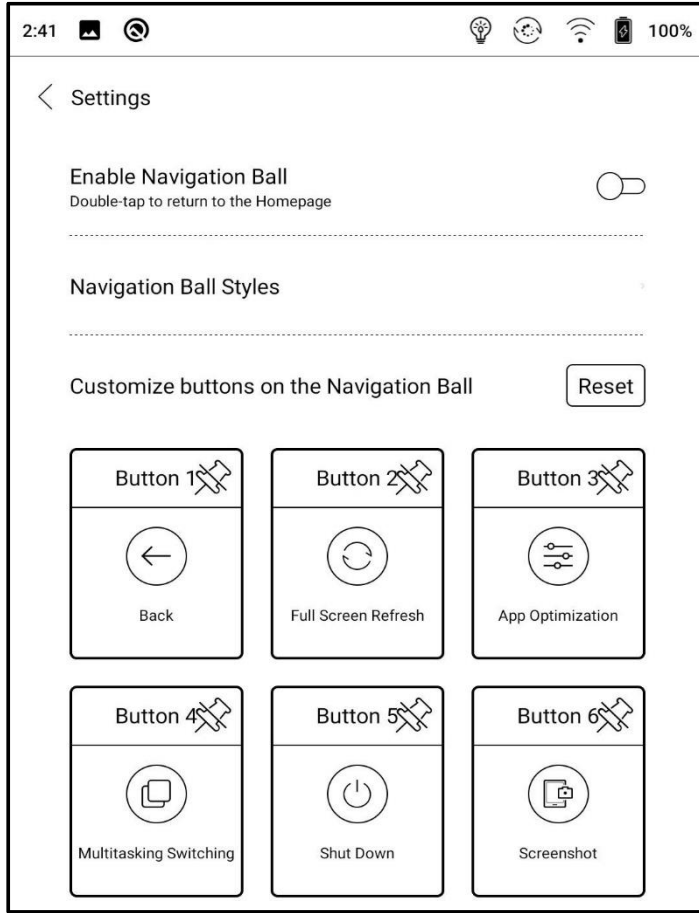 2:41 100%
Settings
Enable Navigation Ball
Double-tap to return to the Homepage
Navigation Ball Styles
Customize buttons on the Navigation Ball Reset
Button 1 Button 2 Button 3
Back Full Screen Refresh App Optimization
Button 4 Button 5 Button 6
Multitasking Switching Shut Down Screenshot